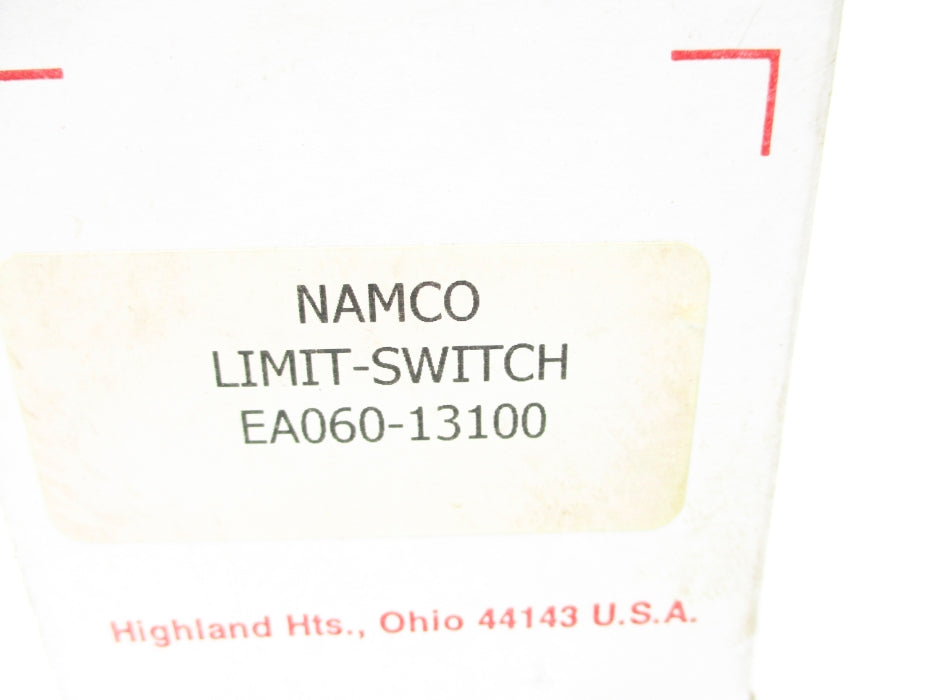 NAMCO
LIMIT-SWITCH
EA060-13100
Highland Hts., Ohio 44143 U.S.A.